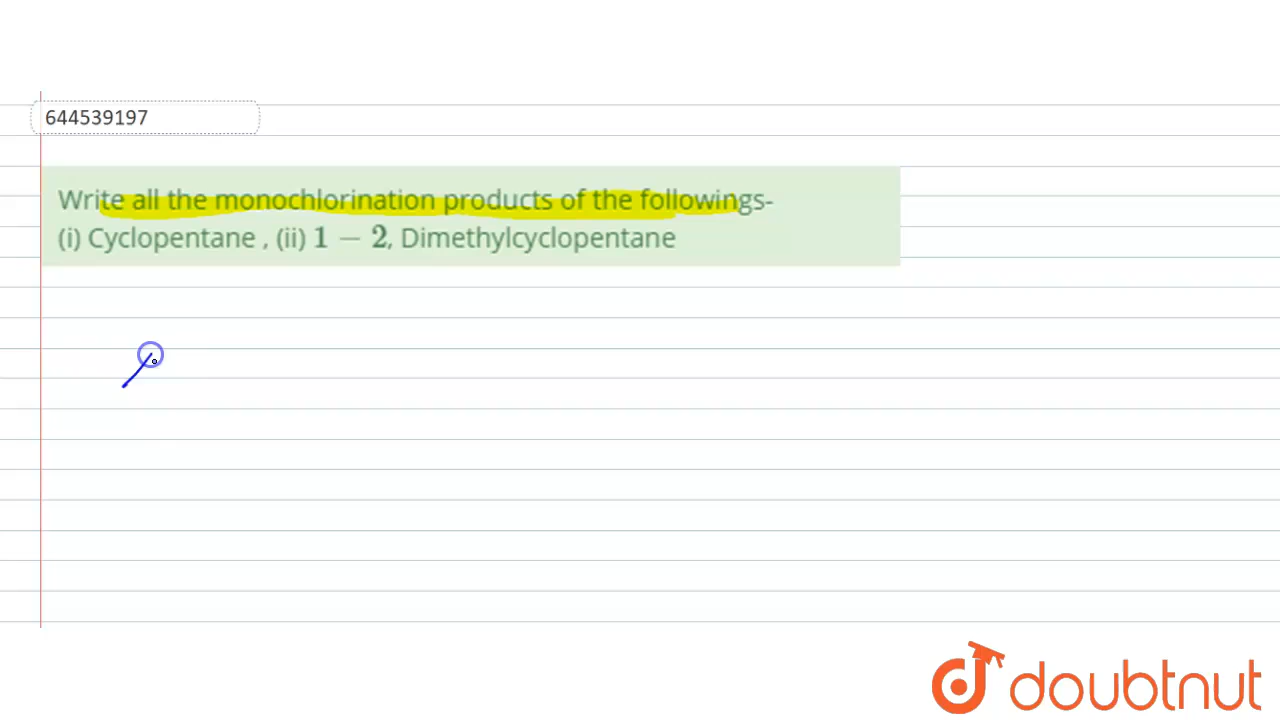 644539197
Write all the monochlorination products of the followings-
(i) Cyclopentane , (ii) 1 − 2, Dimethylcyclopentane
doubtnut